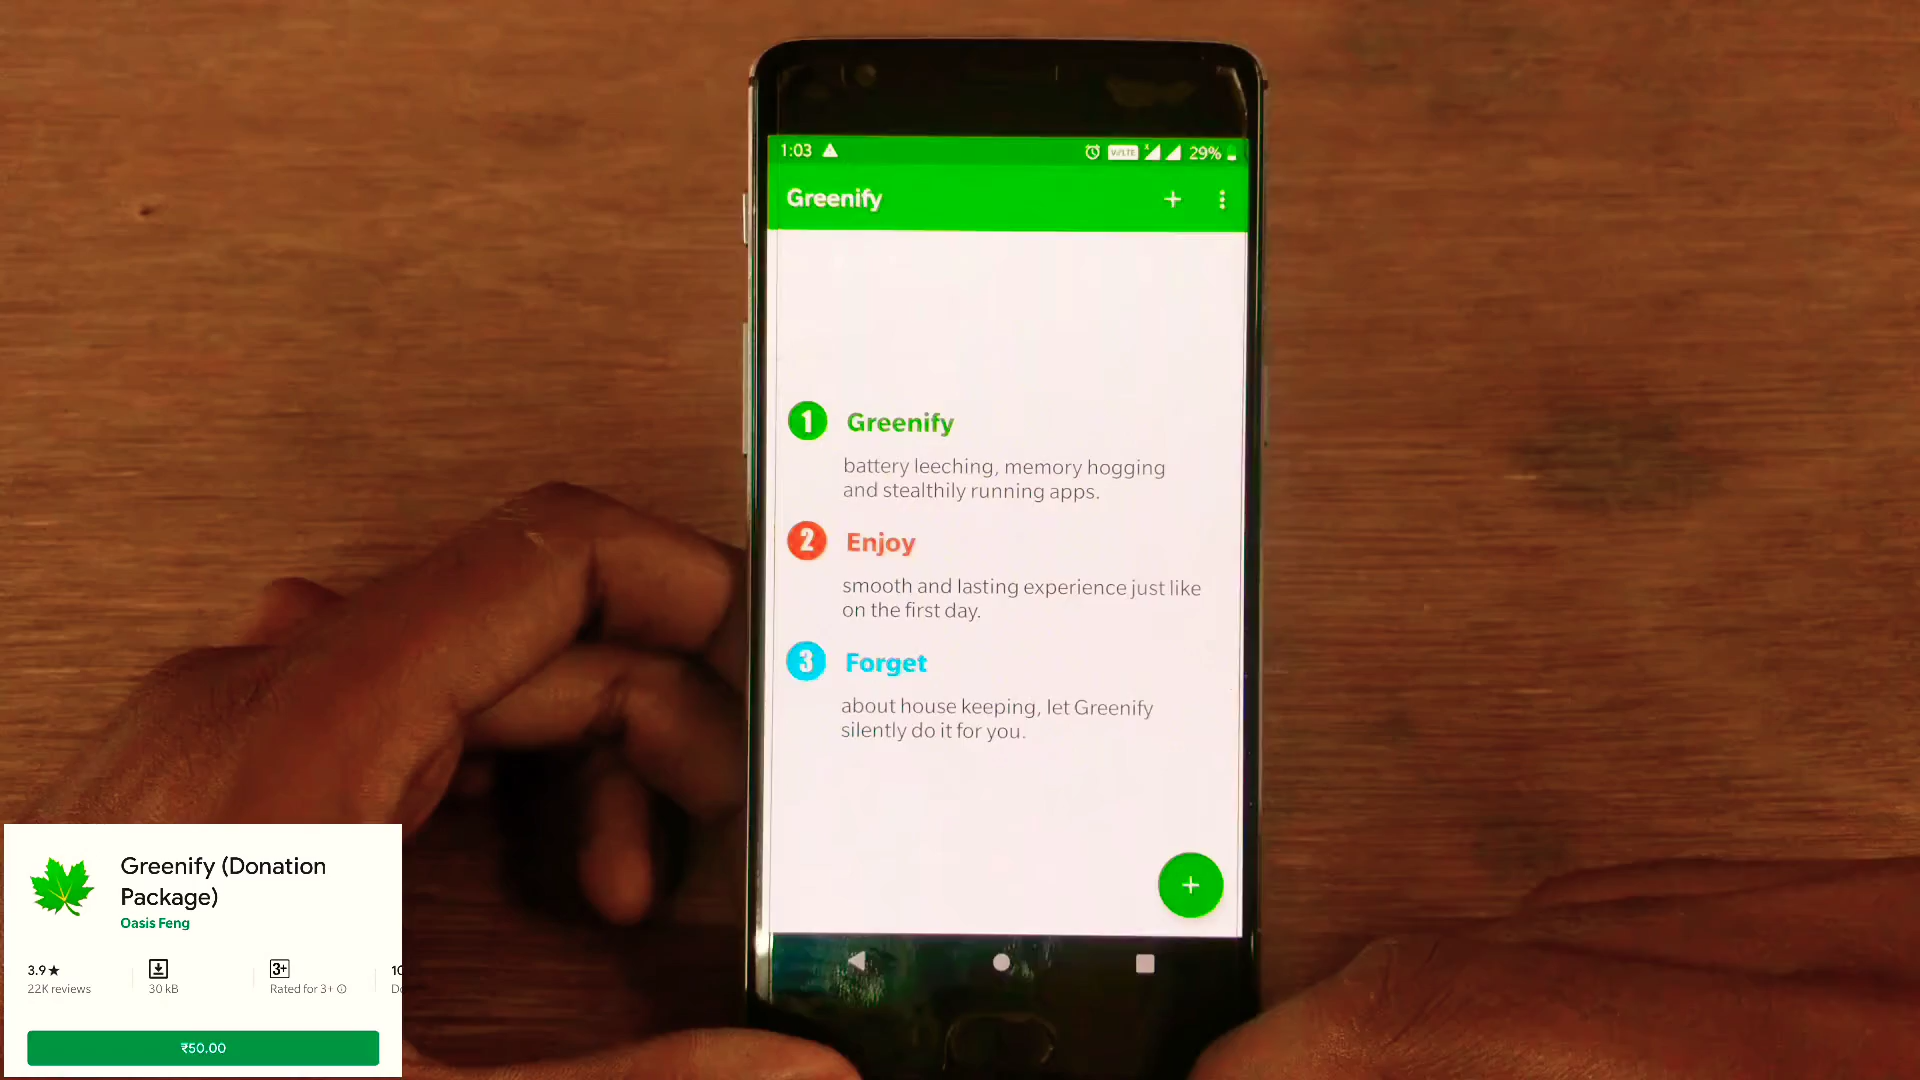 1:03
VoLTE
29%
Greenify
1
Greenify
battery leeching, memory hogging
and stealthily running apps.
2
Enjoy
smooth and lasting experience just like
on the first day.
3
Forget
about house keeping, let Greenify
silently do it for you.
Greenify (Donation
Package)
Oasis Feng
3.9★
22K reviews
30 kB
3+
Rated for 3+
₹50.00